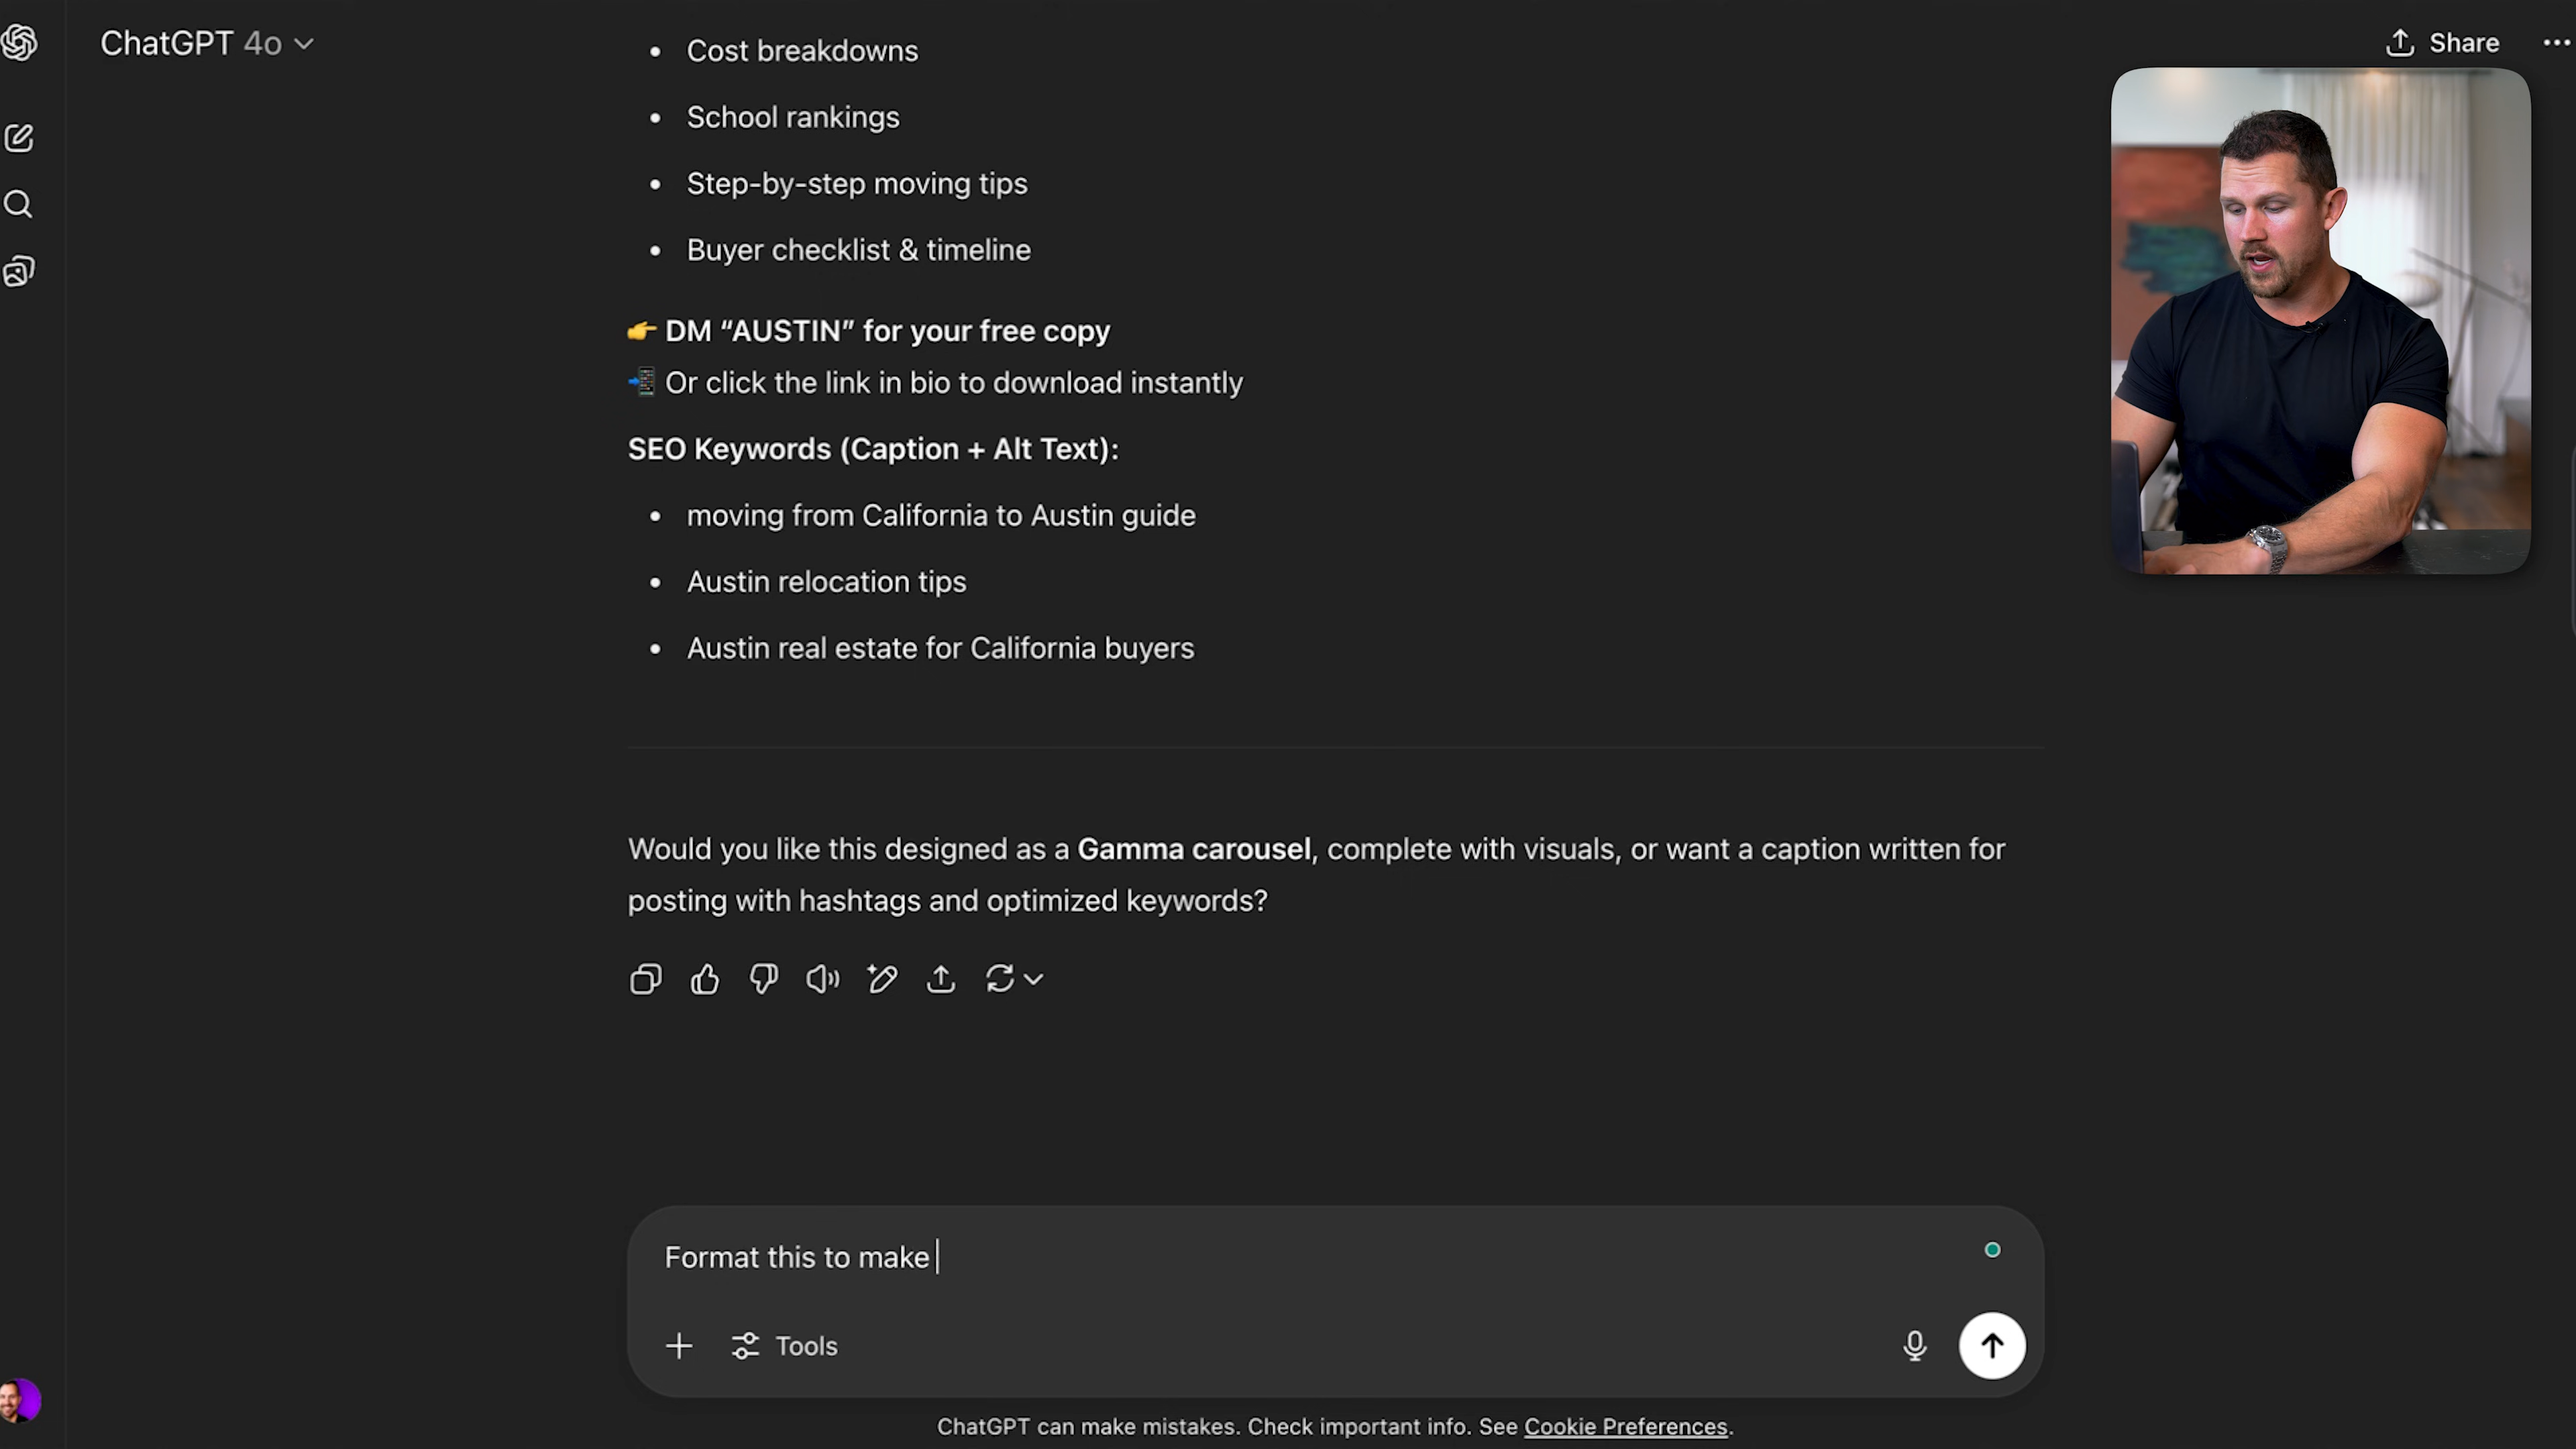 ChatGPT 4o
Share
• Cost breakdowns
• School rankings
• Step-by-step moving tips
• Buyer checklist & timeline
👉 DM “AUSTIN” for your free copy
📲 Or click the link in bio to download instantly
SEO Keywords (Caption + Alt Text):
• moving from California to Austin guide
• Austin relocation tips
• Austin real estate for California buyers
Would you like this designed as a Gamma carousel, complete with visuals, or want a caption written for
posting with hashtags and optimized keywords?
Format this to make
Tools
ChatGPT can make mistakes. Check important info. See Cookie Preferences.